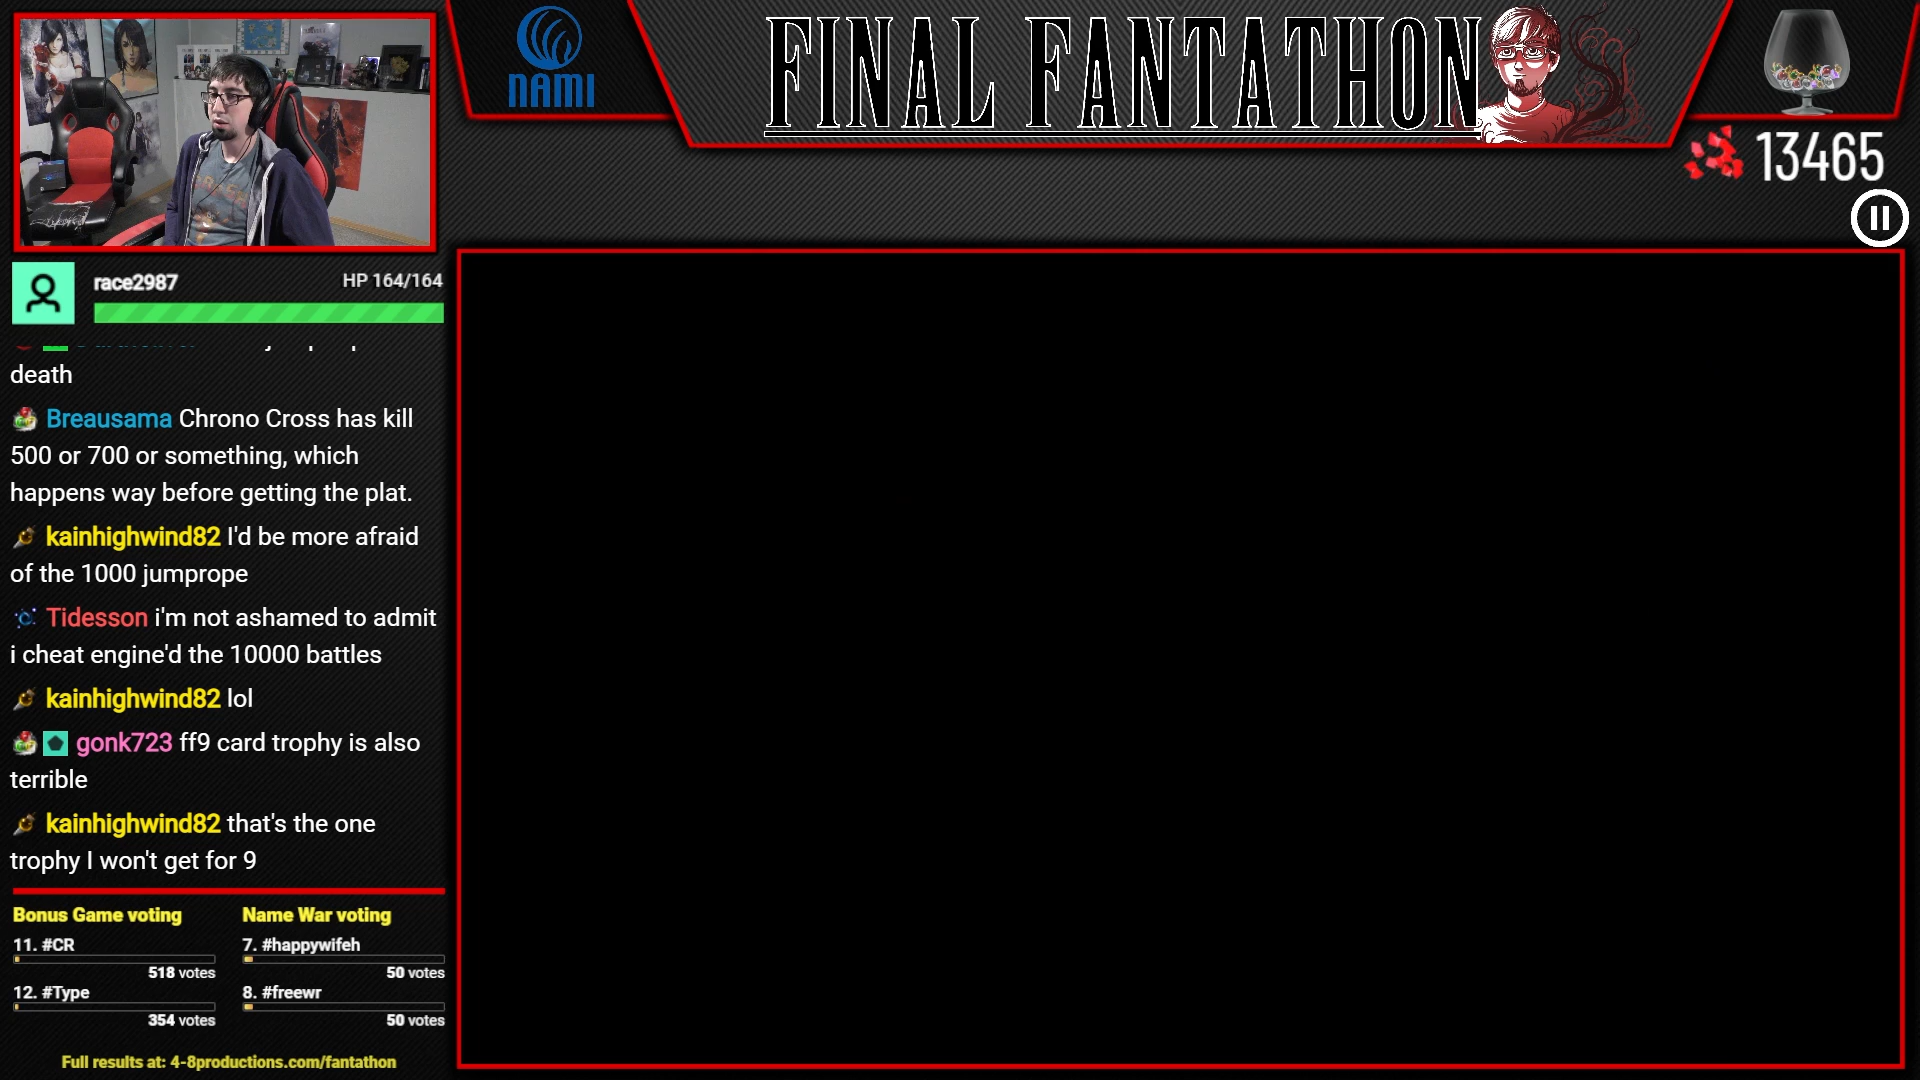 NAMI
FINAL FANTATHON
13465
race2987 HP 164/164
death
Breausama Chrono Cross has kill
500 or 700 or something, which
happens way before getting the plat.
kainhighwind82 I'd be more afraid
of the 1000 jumprope
Tidesson i'm not ashamed to admit
i cheat engine'd the 10000 battles
kainhighwind82 lol
gonk723 ff9 card trophy is also
terrible
kainhighwind82 that's the one
trophy I won't get for 9
Bonus Game voting
11. #CR
518 votes
12. #Type
354 votes
Name War voting
7. #happywifeh
50 votes
8. #freewr
50 votes
Full results at: 4-8productions.com/fantathon